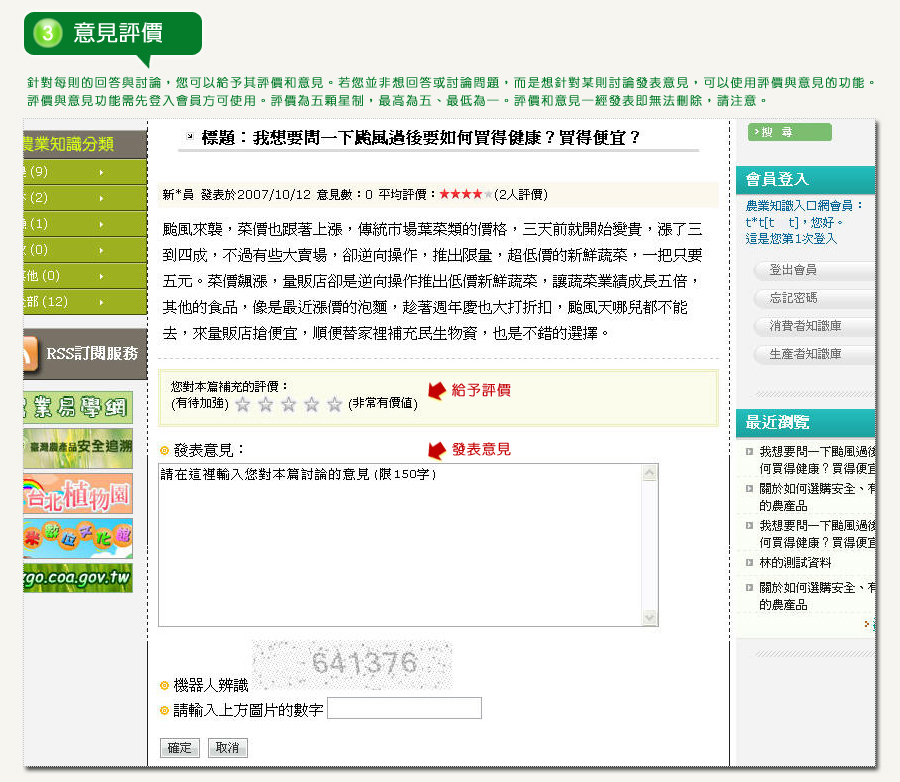 3 意見評價
針對每則的回答與討論，您可以給予其評價和意見。若您並非想回答或討論問題，而是想針對某則討論發表意見，可以使用評價與意見的功能。
評價與意見功能需先登入會員方可使用。評價為五顆星制，最高為五、最低為一。評價和意見一經發表即無法刪除，請注意。
農業知識分類
(9)
(2)
(1)
(0)
其他 (0)
全部 (12)
RSS訂閱服務
業易學網
臺灣農產品安全追溯
台北植物園
樂數位字化館
go.coa.gov.tw
標題：我想要問一下颱風過後要如何買得健康？買得便宜？
新*員 發表於2007/10/12 意見數：0 平均評價：★★★★★(2人評價)
颱風來襲，菜價也跟著上漲，傳統市場葉菜類的價格，三天前就開始變貴，漲了三
到四成，不過有些大賣場，卻逆向操作，推出限量，超低價的新鮮蔬菜，一把只要
五元。菜價飆漲，量販店卻是逆向操作推出低價新鮮蔬菜，讓蔬菜業績成長五倍，
其他的食品，像是最近漲價的泡麵，趁著週年慶也大打折扣，颱風天哪兒都不能
去，來量販店搶便宜，順便替家裡補充民生物資，也是不錯的選擇。
您對本篇補充的評價：
(有待加強) ☆☆☆☆☆ (非常有價值)
給予評價
發表意見：
發表意見
請在這裡輸入您對本篇討論的意見(限150字)
641376
機器人辨識
請輸入上方圖片的數字
確定 取消
搜 尋
會員登入
農業知識入口網會員：
t*t[t t]，您好。
這是您第1次登入
登出會員
忘記密碼
消費者知識庫
生產者知識庫
最近瀏覽
我想要問一下颱風過後
何買得健康？買得便宜
關於如何選購安全、有
的農產品
我想要問一下颱風過後
何買得健康？買得便宜
林的測試資料
關於如何選購安全、有
的農產品